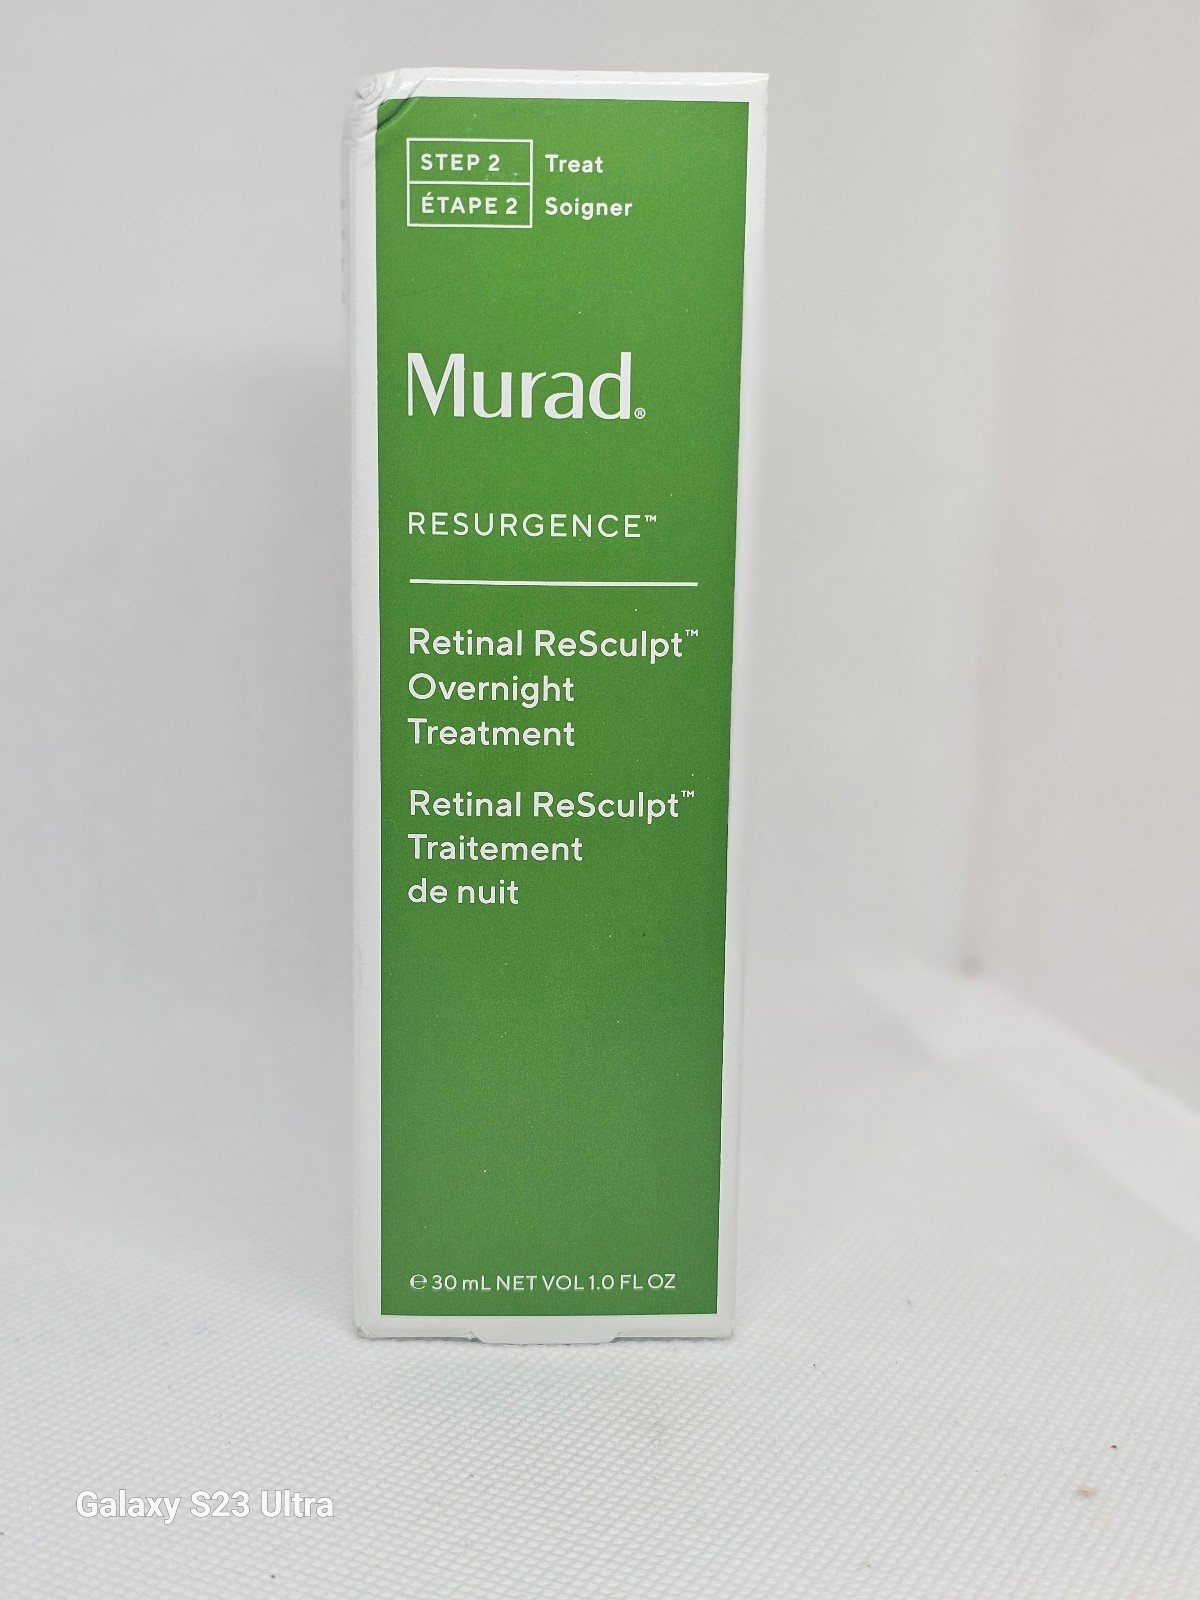 STEP 2 Treat
ÉTAPE 2 Soigner
Murad®
RESURGENCE™
Retinal ReSculpt™
Overnight
Treatment
Retinal ReSculpt™
Traitement
de nuit
℮ 30 mL NET VOL 1.0 FL OZ
Galaxy S23 Ultra